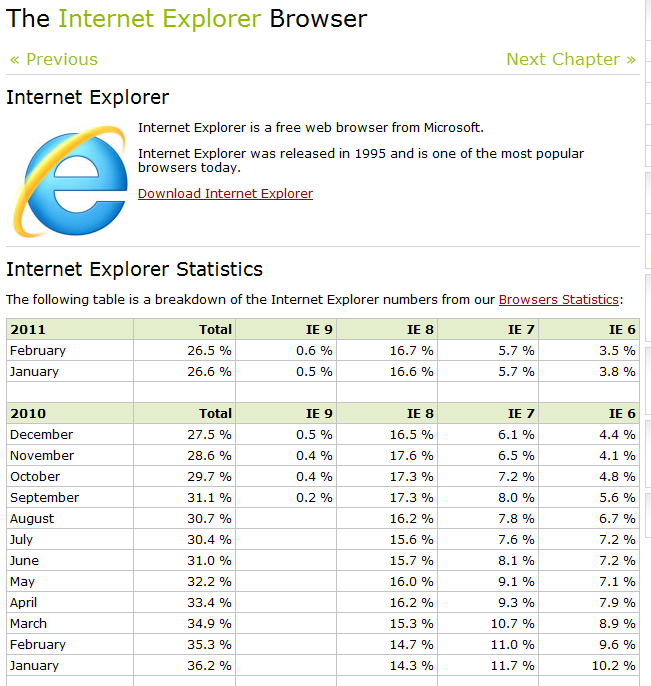 The Internet Explorer Browser
« Previous Next Chapter »
Internet Explorer
Internet Explorer is a free web browser from Microsoft.
Internet Explorer was released in 1995 and is one of the most popular
browsers today.
Download Internet Explorer
Internet Explorer Statistics
The following table is a breakdown of the Internet Explorer numbers from our Browsers Statistics:
2011 Total IE 9 IE 8 IE 7 IE 6
February 26.5 % 0.6 % 16.7 % 5.7 % 3.5 %
January 26.6 % 0.5 % 16.6 % 5.7 % 3.8 %
2010 Total IE 9 IE 8 IE 7 IE 6
December 27.5 % 0.5 % 16.5 % 6.1 % 4.4 %
November 28.6 % 0.4 % 17.6 % 6.5 % 4.1 %
October 29.7 % 0.4 % 17.3 % 7.2 % 4.8 %
September 31.1 % 0.2 % 17.3 % 8.0 % 5.6 %
August 30.7 % 16.2 % 7.8 % 6.7 %
July 30.4 % 15.6 % 7.6 % 7.2 %
June 31.0 % 15.7 % 8.1 % 7.2 %
May 32.2 % 16.0 % 9.1 % 7.1 %
April 33.4 % 16.2 % 9.3 % 7.9 %
March 34.9 % 15.3 % 10.7 % 8.9 %
February 35.3 % 14.7 % 11.0 % 9.6 %
January 36.2 % 14.3 % 11.7 % 10.2 %